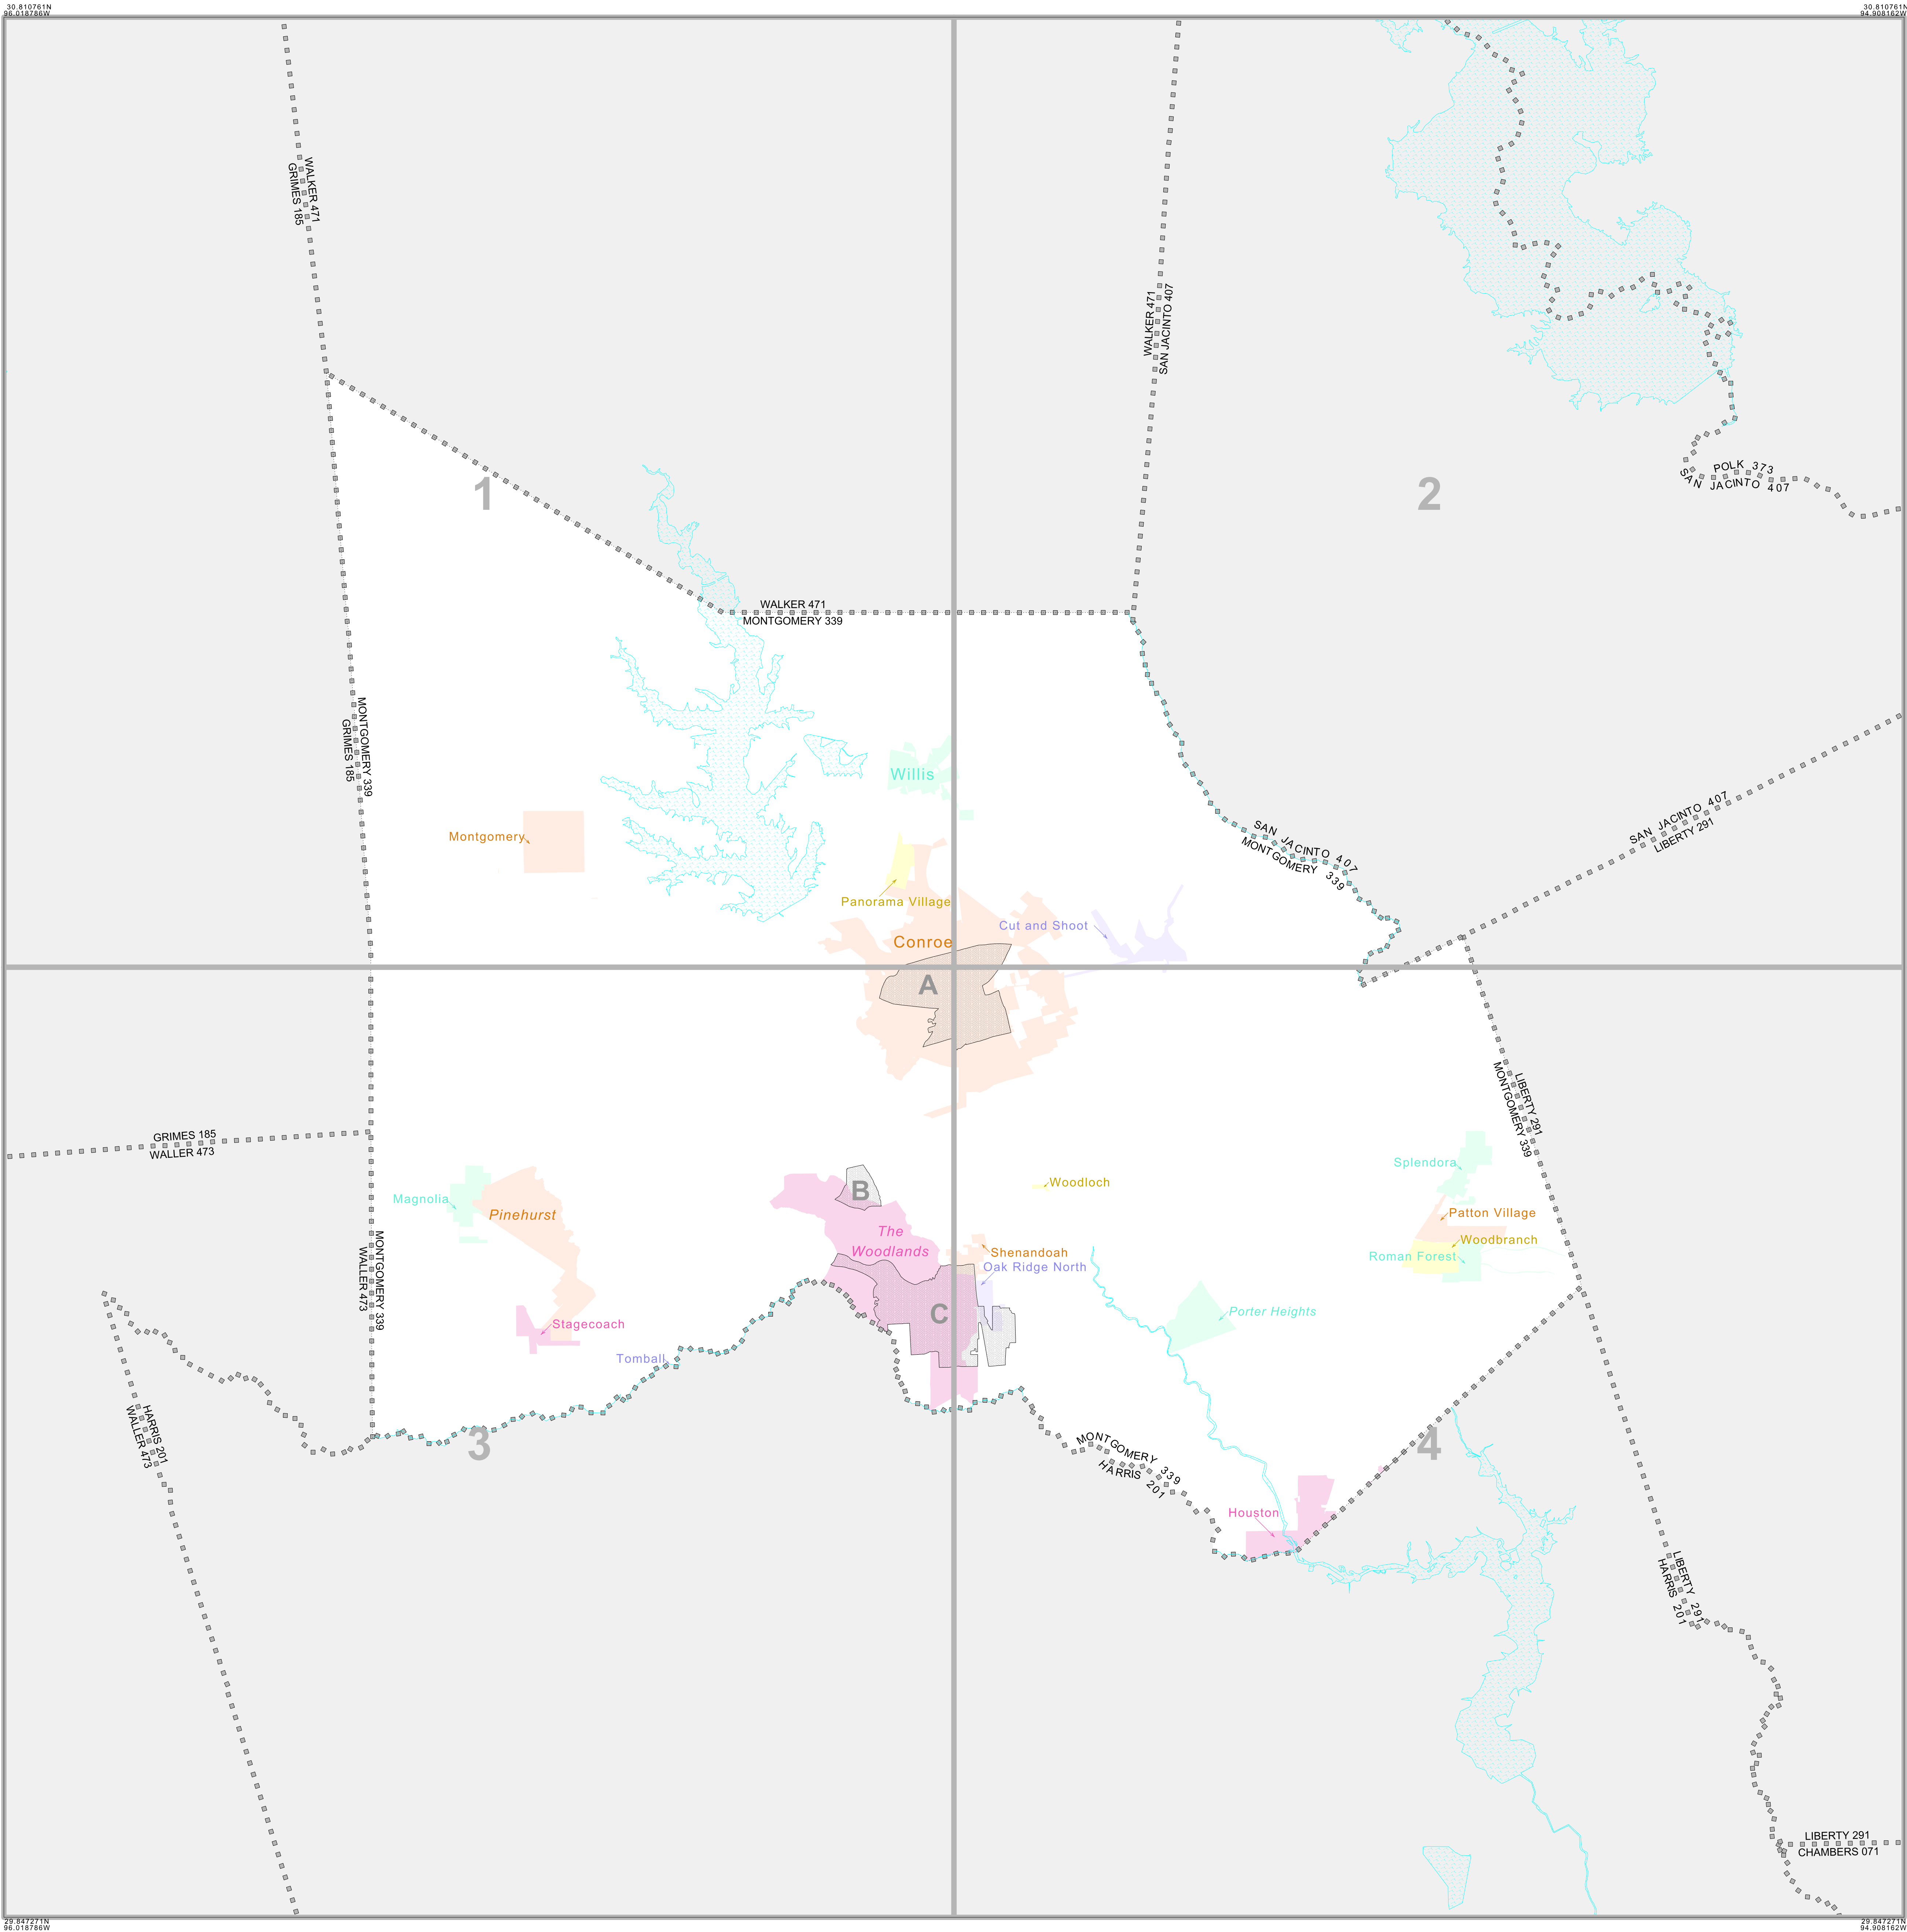 30.810761N
96.018786W
30.810761N
94.908162W
WALKER 471
GRIMES 185
WALKER 471
SAN JACINTO 407
POLK 373
SAN JACINTO 407
1
2
WALKER 471
MONTGOMERY 339
MONTGOMERY 339
GRIMES 185
Willis
Montgomery
SAN JACINTO 407
MONTGOMERY 339
SAN JACINTO 407
LIBERTY 291
Panorama Village
Cut and Shoot
Conroe
A
LIBERTY 291
MONTGOMERY 339
GRIMES 185
WALLER 473
Splendora
Woodloch
B
Magnolia
Pinehurst
Patton Village
The
Woodlands
Woodbranch
Shenandoah
Roman Forest
Oak Ridge North
MONTGOMERY 339
WALLER 473
C
Porter Heights
Stagecoach
Tomball
HARRIS 201
WALLER 473
3
4
MONTGOMERY 339
HARRIS 201
Houston
LIBERTY 291
HARRIS 201
LIBERTY 291
CHAMBERS 071
29.847271N
96.018786W
29.847271N
94.908162W